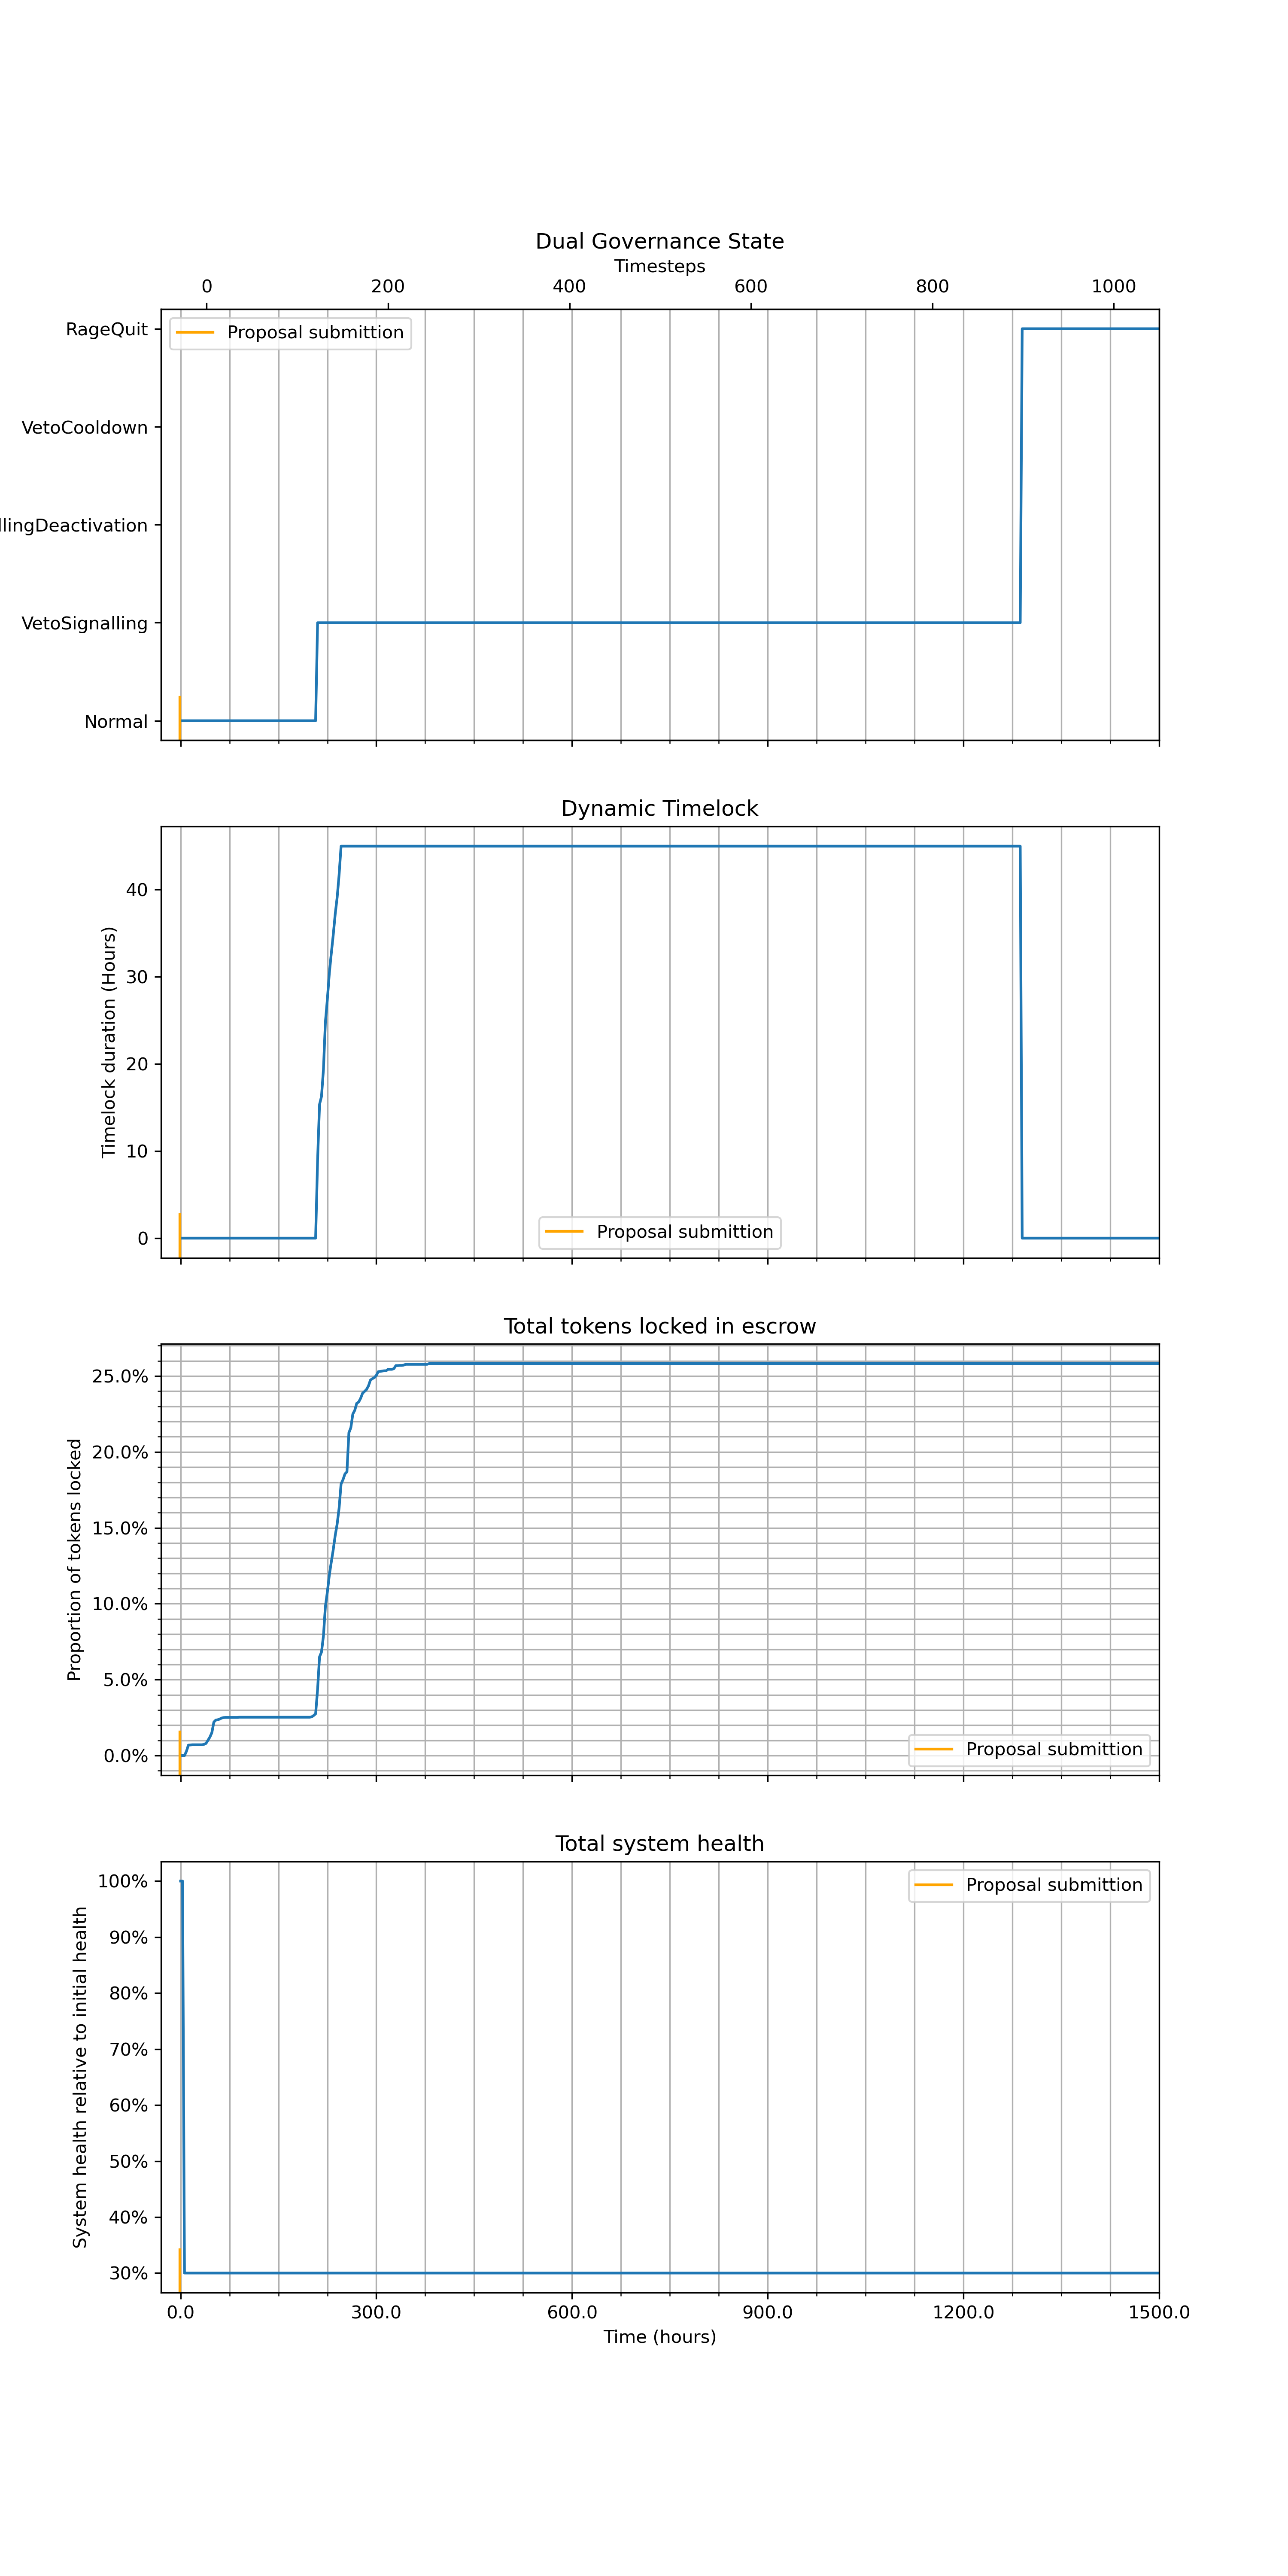 Dual Governance State
Timesteps
0 200 400 600 800 1000
RageQuit
Proposal submittion
VetoCooldown
llingDeactivation
VetoSignalling
Normal
Dynamic Timelock
Timelock duration (Hours)
40
30
20
10
0
Proposal submittion
Total tokens locked in escrow
Proportion of tokens locked
25.0%
20.0%
15.0%
10.0%
5.0%
0.0%
Proposal submittion
Total system health
System health relative to initial health
100%
Proposal submittion
90%
80%
70%
60%
50%
40%
30%
0.0 300.0 600.0 900.0 1200.0 1500.0
Time (hours)